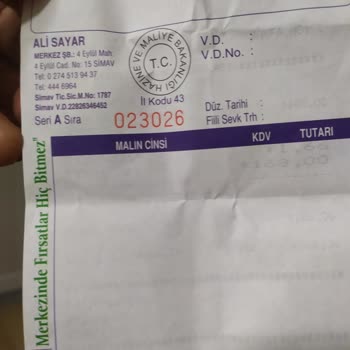 ALİ SAYAR
MERKEZ ŞB.: 4 Eylül Mah.
4 Eylül Cad. No: 15 SİMAV
Tel: 0 274 513 94 37
Tel: 444 6964
Simav Tic.Sic.M.No: 1787
Simav V.D.22826346452
Seri A Sıra 023026
T.C. HAZİNE VE MALİYE BAKANLIĞI
İl Kodu 43
V.D. :
V.D.No. :
Düz. Tarihi :
Fiili Sevk Trh :
MALIN CİNSİ KDV TUTARI
Merkezinde Fırsatlar Hiç Bitmez